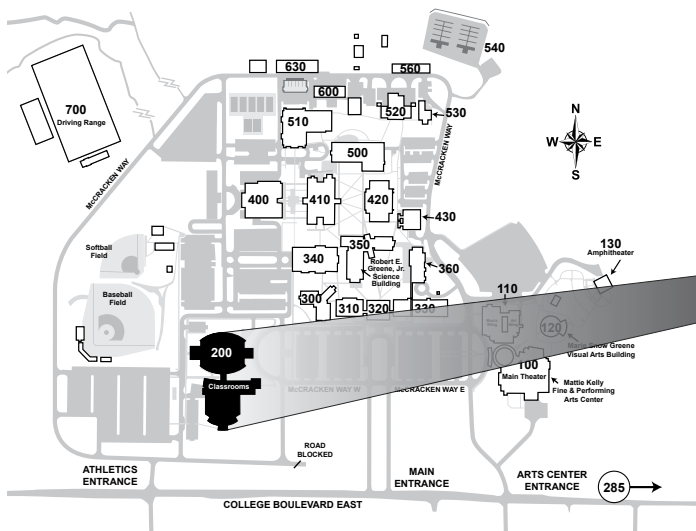 540
630
560
600
700
Driving Range
520
530
510
N
W
E
S
500
McCRACKEN WAY
McCRACKEN WAY
400
410
420
430
350
Softball
Field
340
Robert E.
Greene, Jr.
Science
Building
360
130
Amphitheater
Baseball
Field
300
110
310
320
330
120
200
Marie Snow Greene
Visual Arts Building
100
Main Theater
Classrooms
McCRACKEN WAY W
McCRACKEN WAY E
Mattie Kelly
Fine & Performing
Arts Center
ROAD
BLOCKED
ATHLETICS
ENTRANCE
MAIN
ENTRANCE
ARTS CENTER
ENTRANCE
285
COLLEGE BOULEVARD EAST